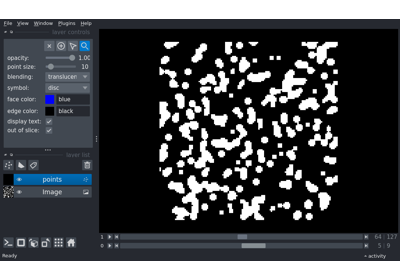 File View Window Plugins Help
layer controls
opacity: 1.00
point size: 10
blending: translucen
symbol: disc
face color: blue
edge color: black
display text:
out of slice:
layer list
points
Image
1 64 127
0 5 9
Ready activity